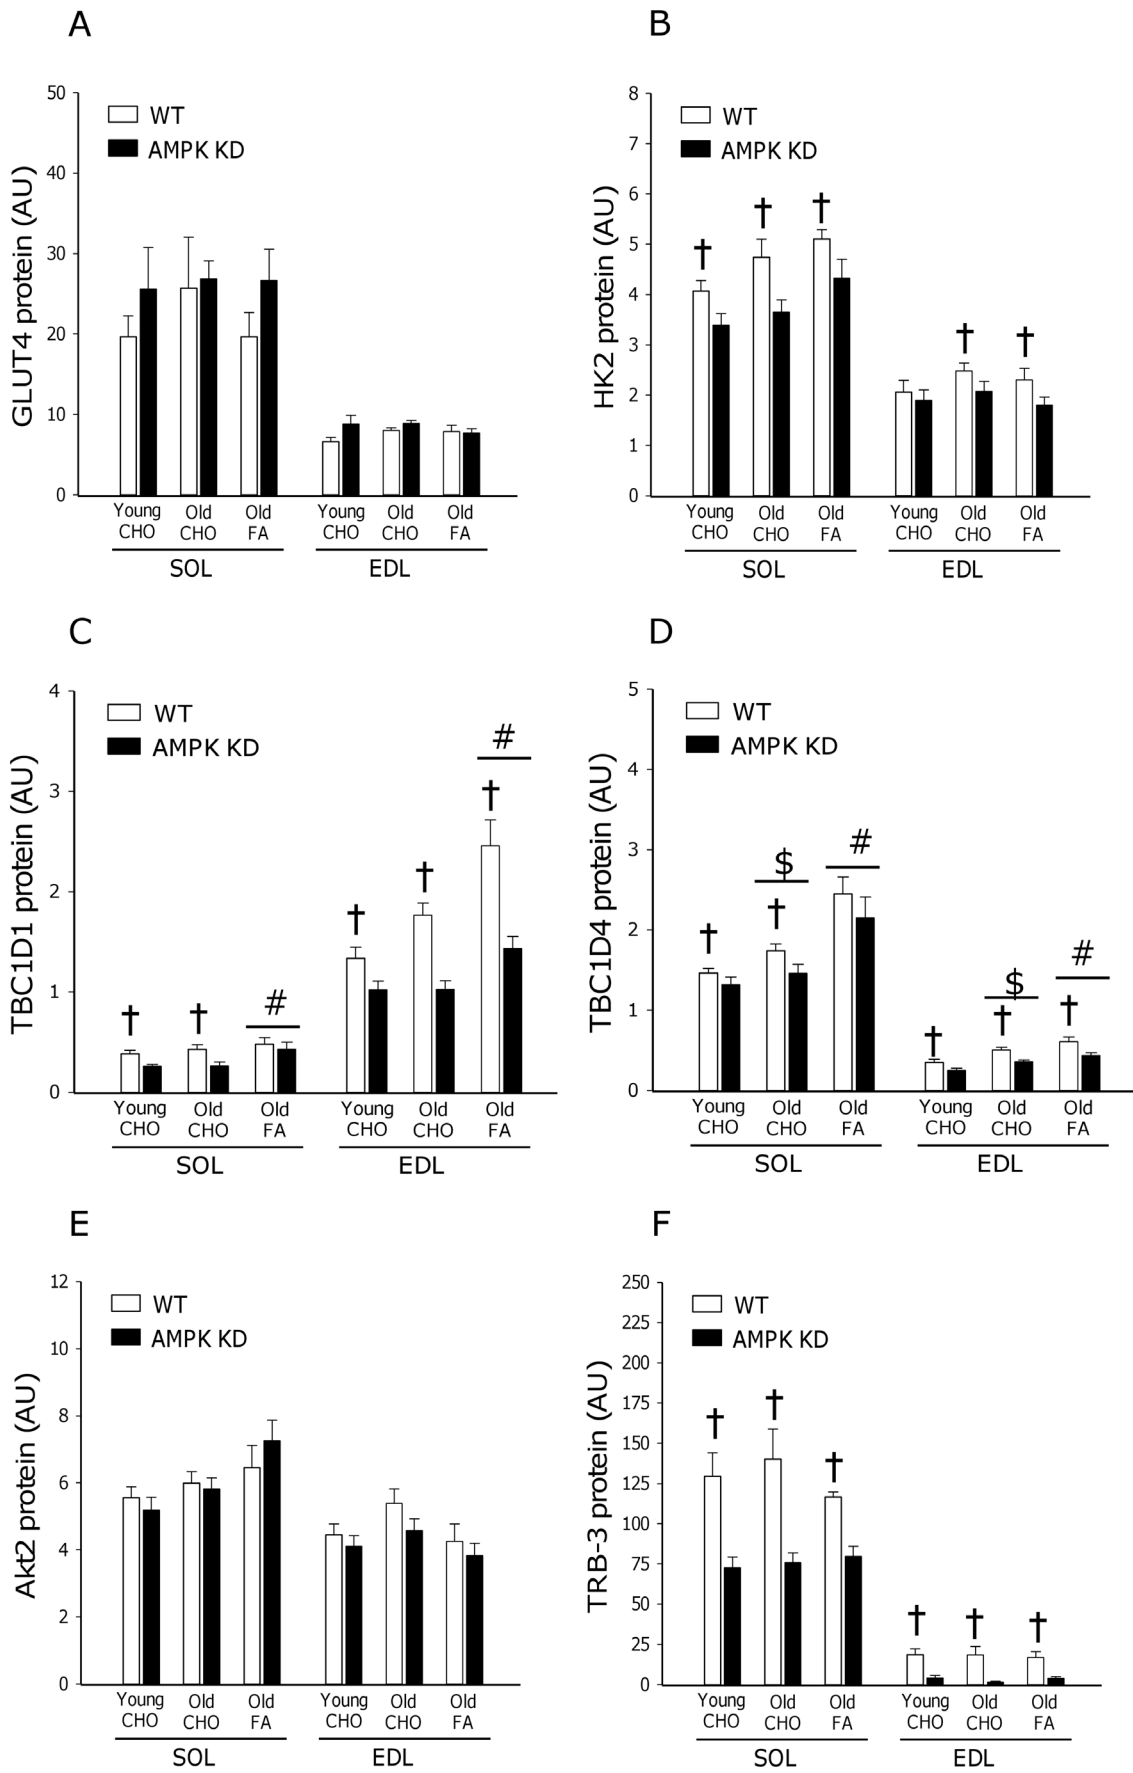 A
GLUT4 protein (AU)
50
40
30
20
10
0
WT
AMPK KD
Young Old Old Young Old Old
CHO CHO FA CHO CHO FA
SOL EDL
B
HK2 protein (AU)
8
7
6
5
4
3
2
1
0
WT
AMPK KD
† † † † †
Young Old Old Young Old Old
CHO CHO FA CHO CHO FA
SOL EDL
C
TBC1D1 protein (AU)
4
3
2
1
0
WT
AMPK KD
† † # † † † #
Young Old Old Young Old Old
CHO CHO FA CHO CHO FA
SOL EDL
D
TBC1D4 protein (AU)
5
4
3
2
1
0
WT
AMPK KD
† † $ # † † $ † #
Young Old Old Young Old Old
CHO CHO FA CHO CHO FA
SOL EDL
E
Akt2 protein (AU)
12
10
8
6
4
2
0
WT
AMPK KD
Young Old Old Young Old Old
CHO CHO FA CHO CHO FA
SOL EDL
F
TRB-3 protein (AU)
250
225
200
175
150
125
100
75
50
25
0
WT
AMPK KD
† † † † † †
Young Old Old Young Old Old
CHO CHO FA CHO CHO FA
SOL EDL